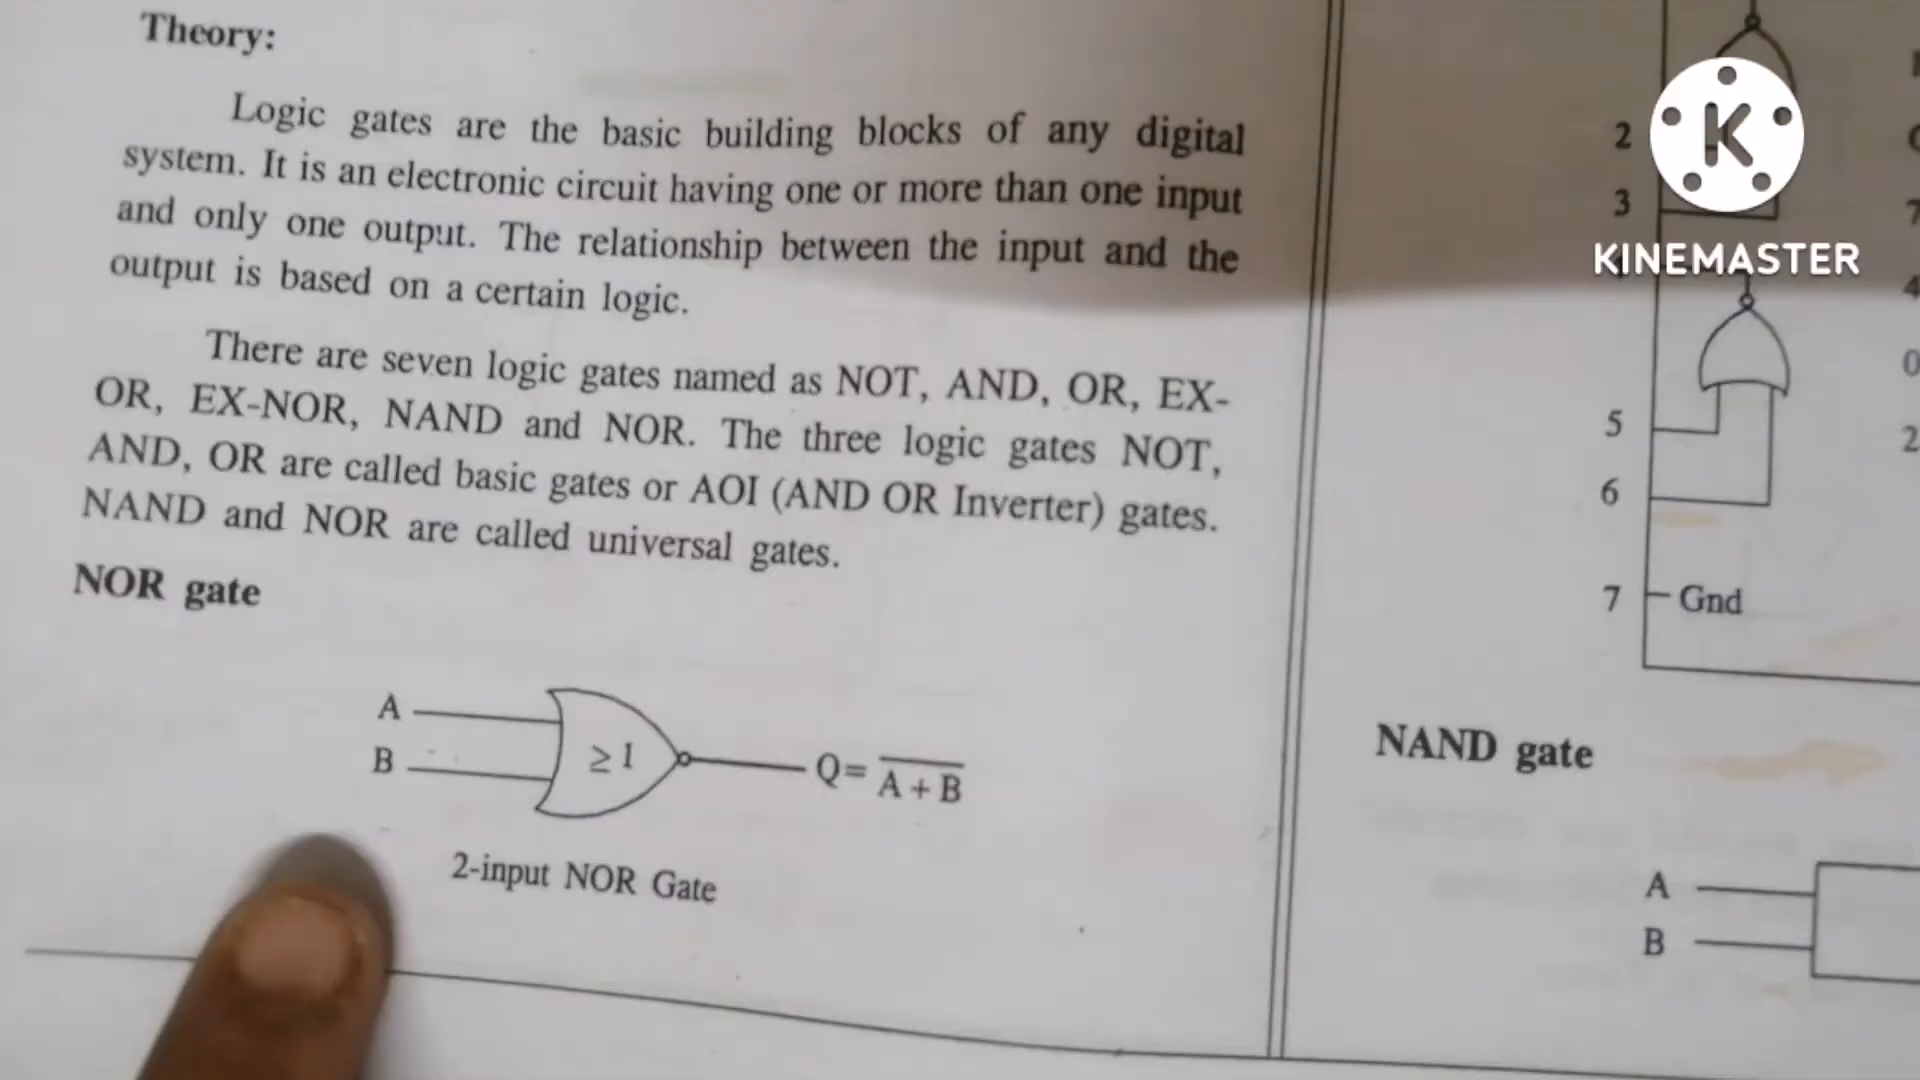 Theory:
Logic gates are the basic building blocks of any digital
system. It is an electronic circuit having one or more than one input
and only one output. The relationship between the input and the
output is based on a certain logic.
There are seven logic gates named as NOT, AND, OR, EX-
OR, EX-NOR, NAND and NOR. The three logic gates NOT,
AND, OR are called basic gates or AOI (AND OR Inverter) gates.
NAND and NOR are called universal gates.
NOR gate
A
B
≥1
Q= A̅ ̅+̅ ̅B̅
2-input NOR Gate
2
3
5
6
7
Gnd
NAND gate
A
B
K
KINEMASTER